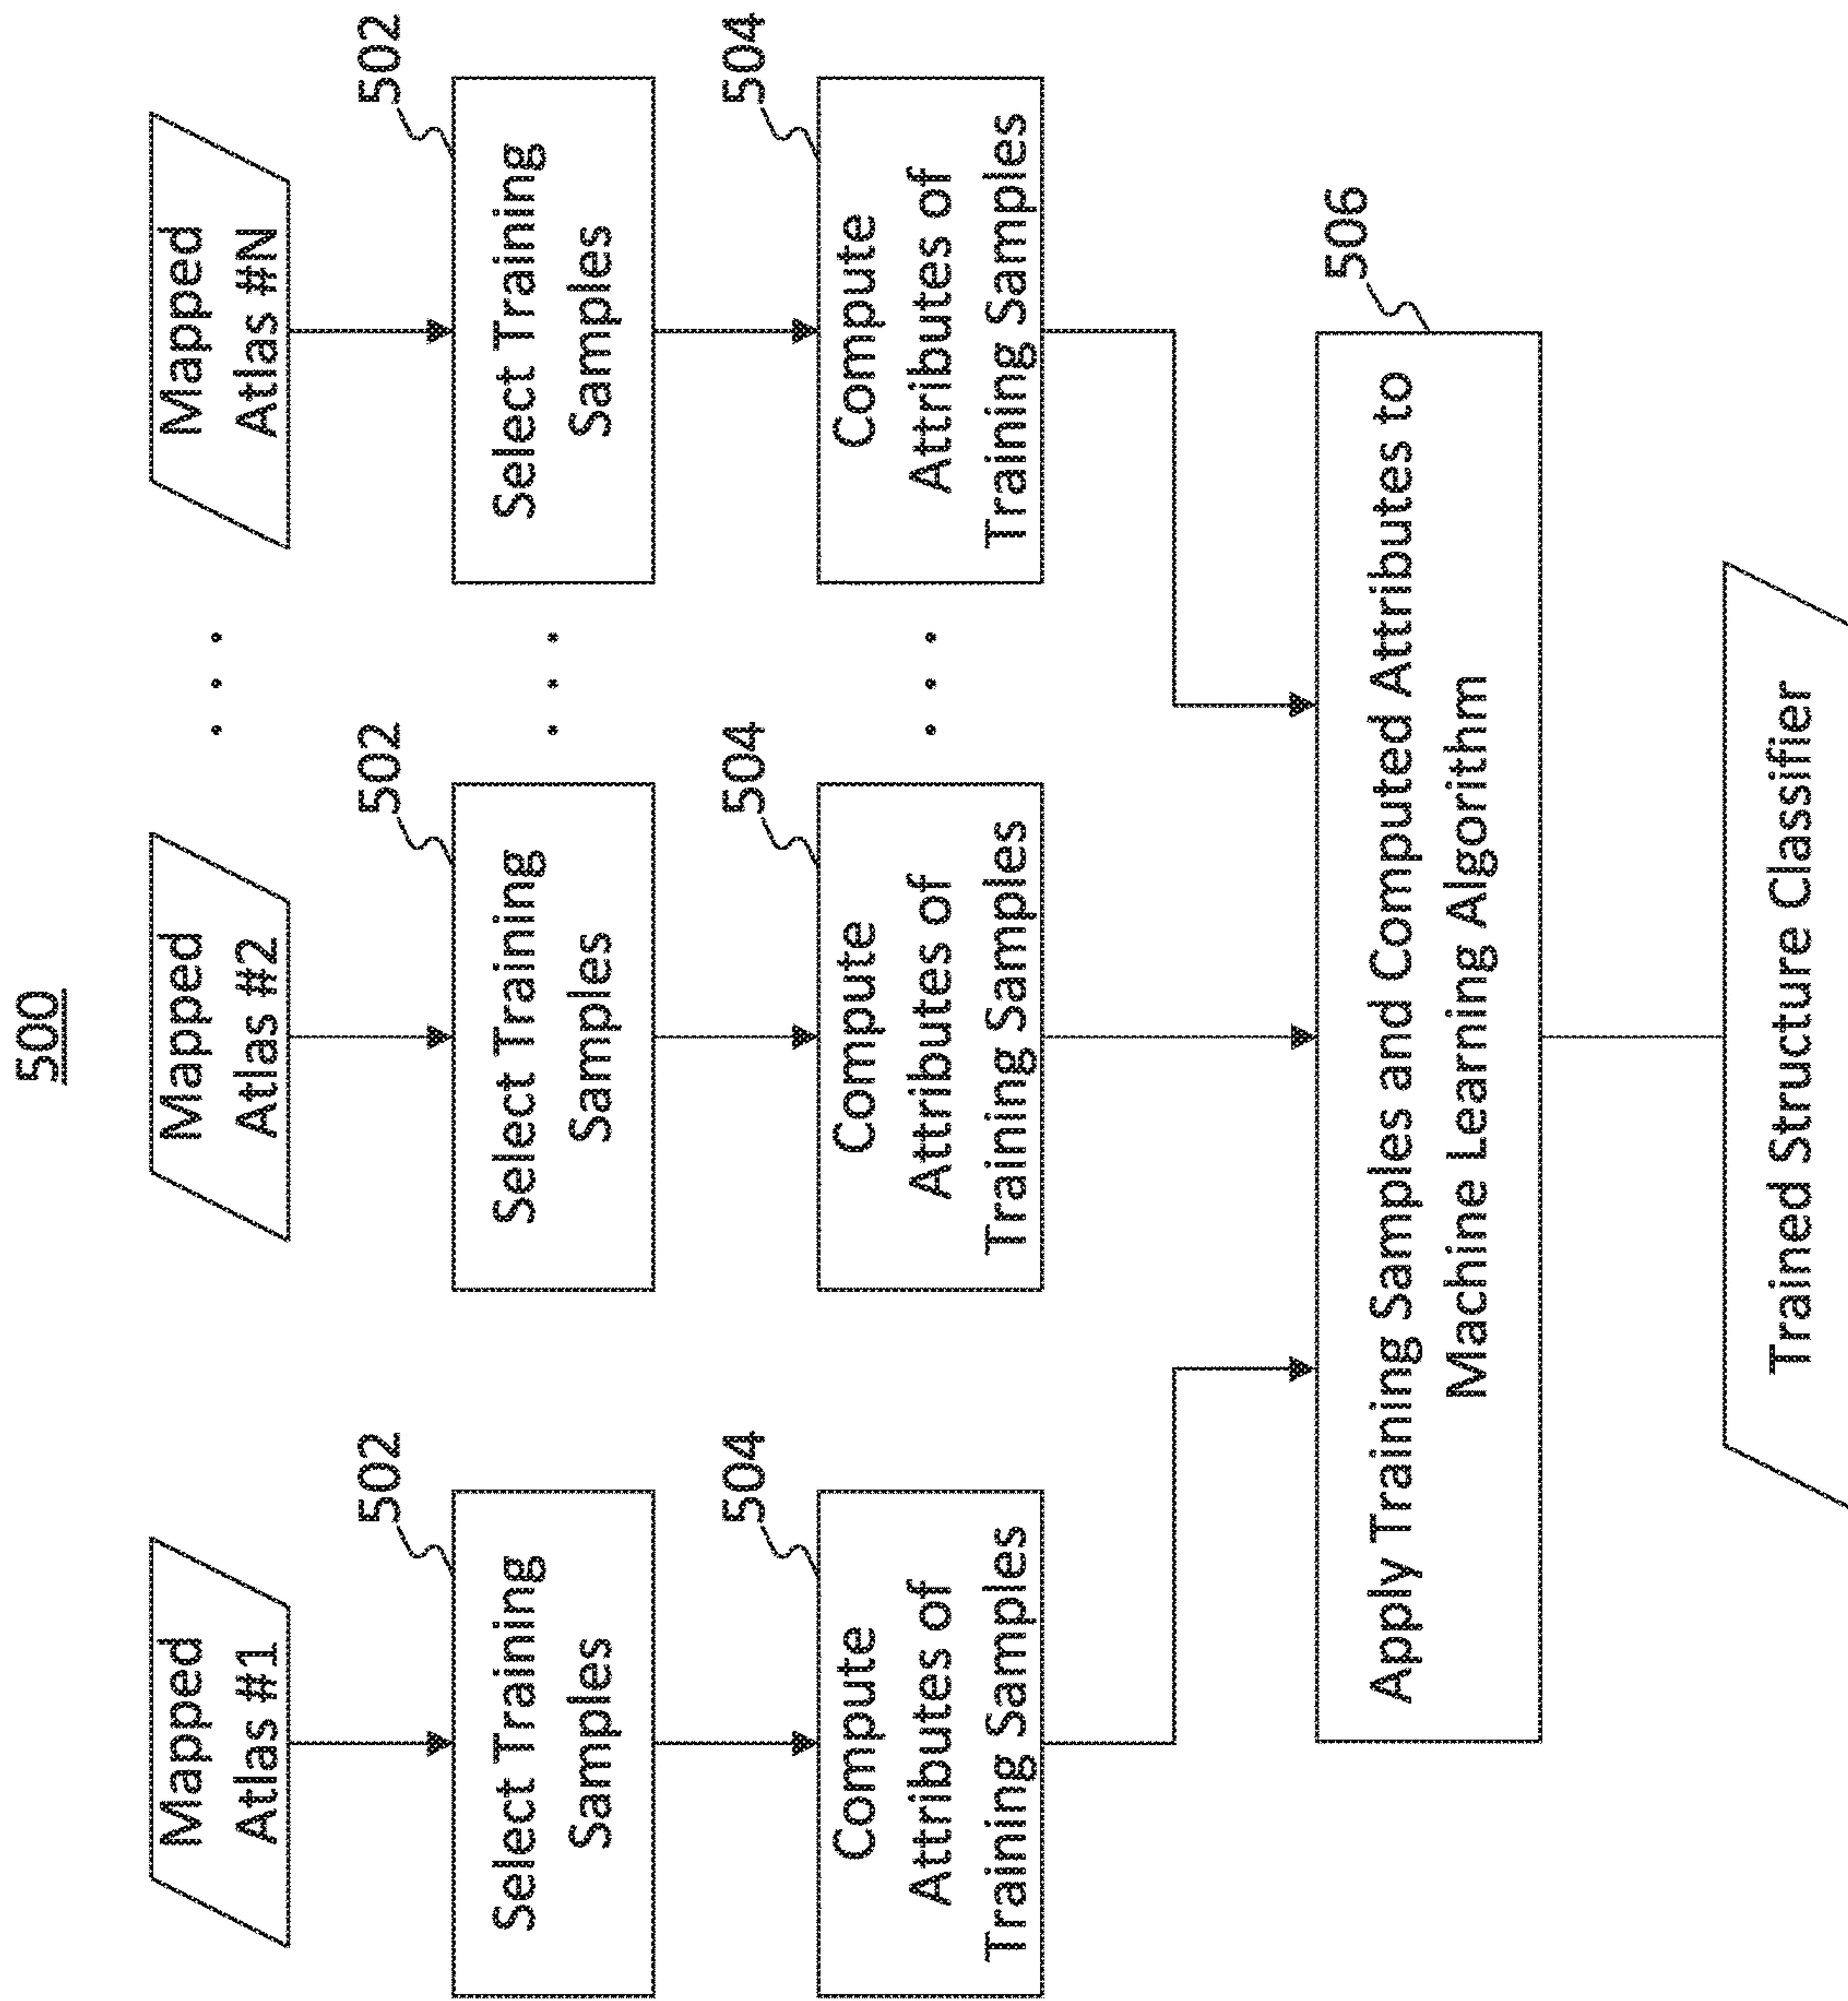 500
Mapped
Atlas #1
Mapped
Atlas #2
. . .
Mapped
Atlas #N
502
Select Training
Samples
502
Select Training
Samples
. . .
502
Select Training
Samples
504
Compute
Attributes of
Training Samples
504
Compute
Attributes of
Training Samples
. . .
504
Compute
Attributes of
Training Samples
506
Apply Training Samples and Computed Attributes to
Machine Learning Algorithm
Trained Structure Classifier